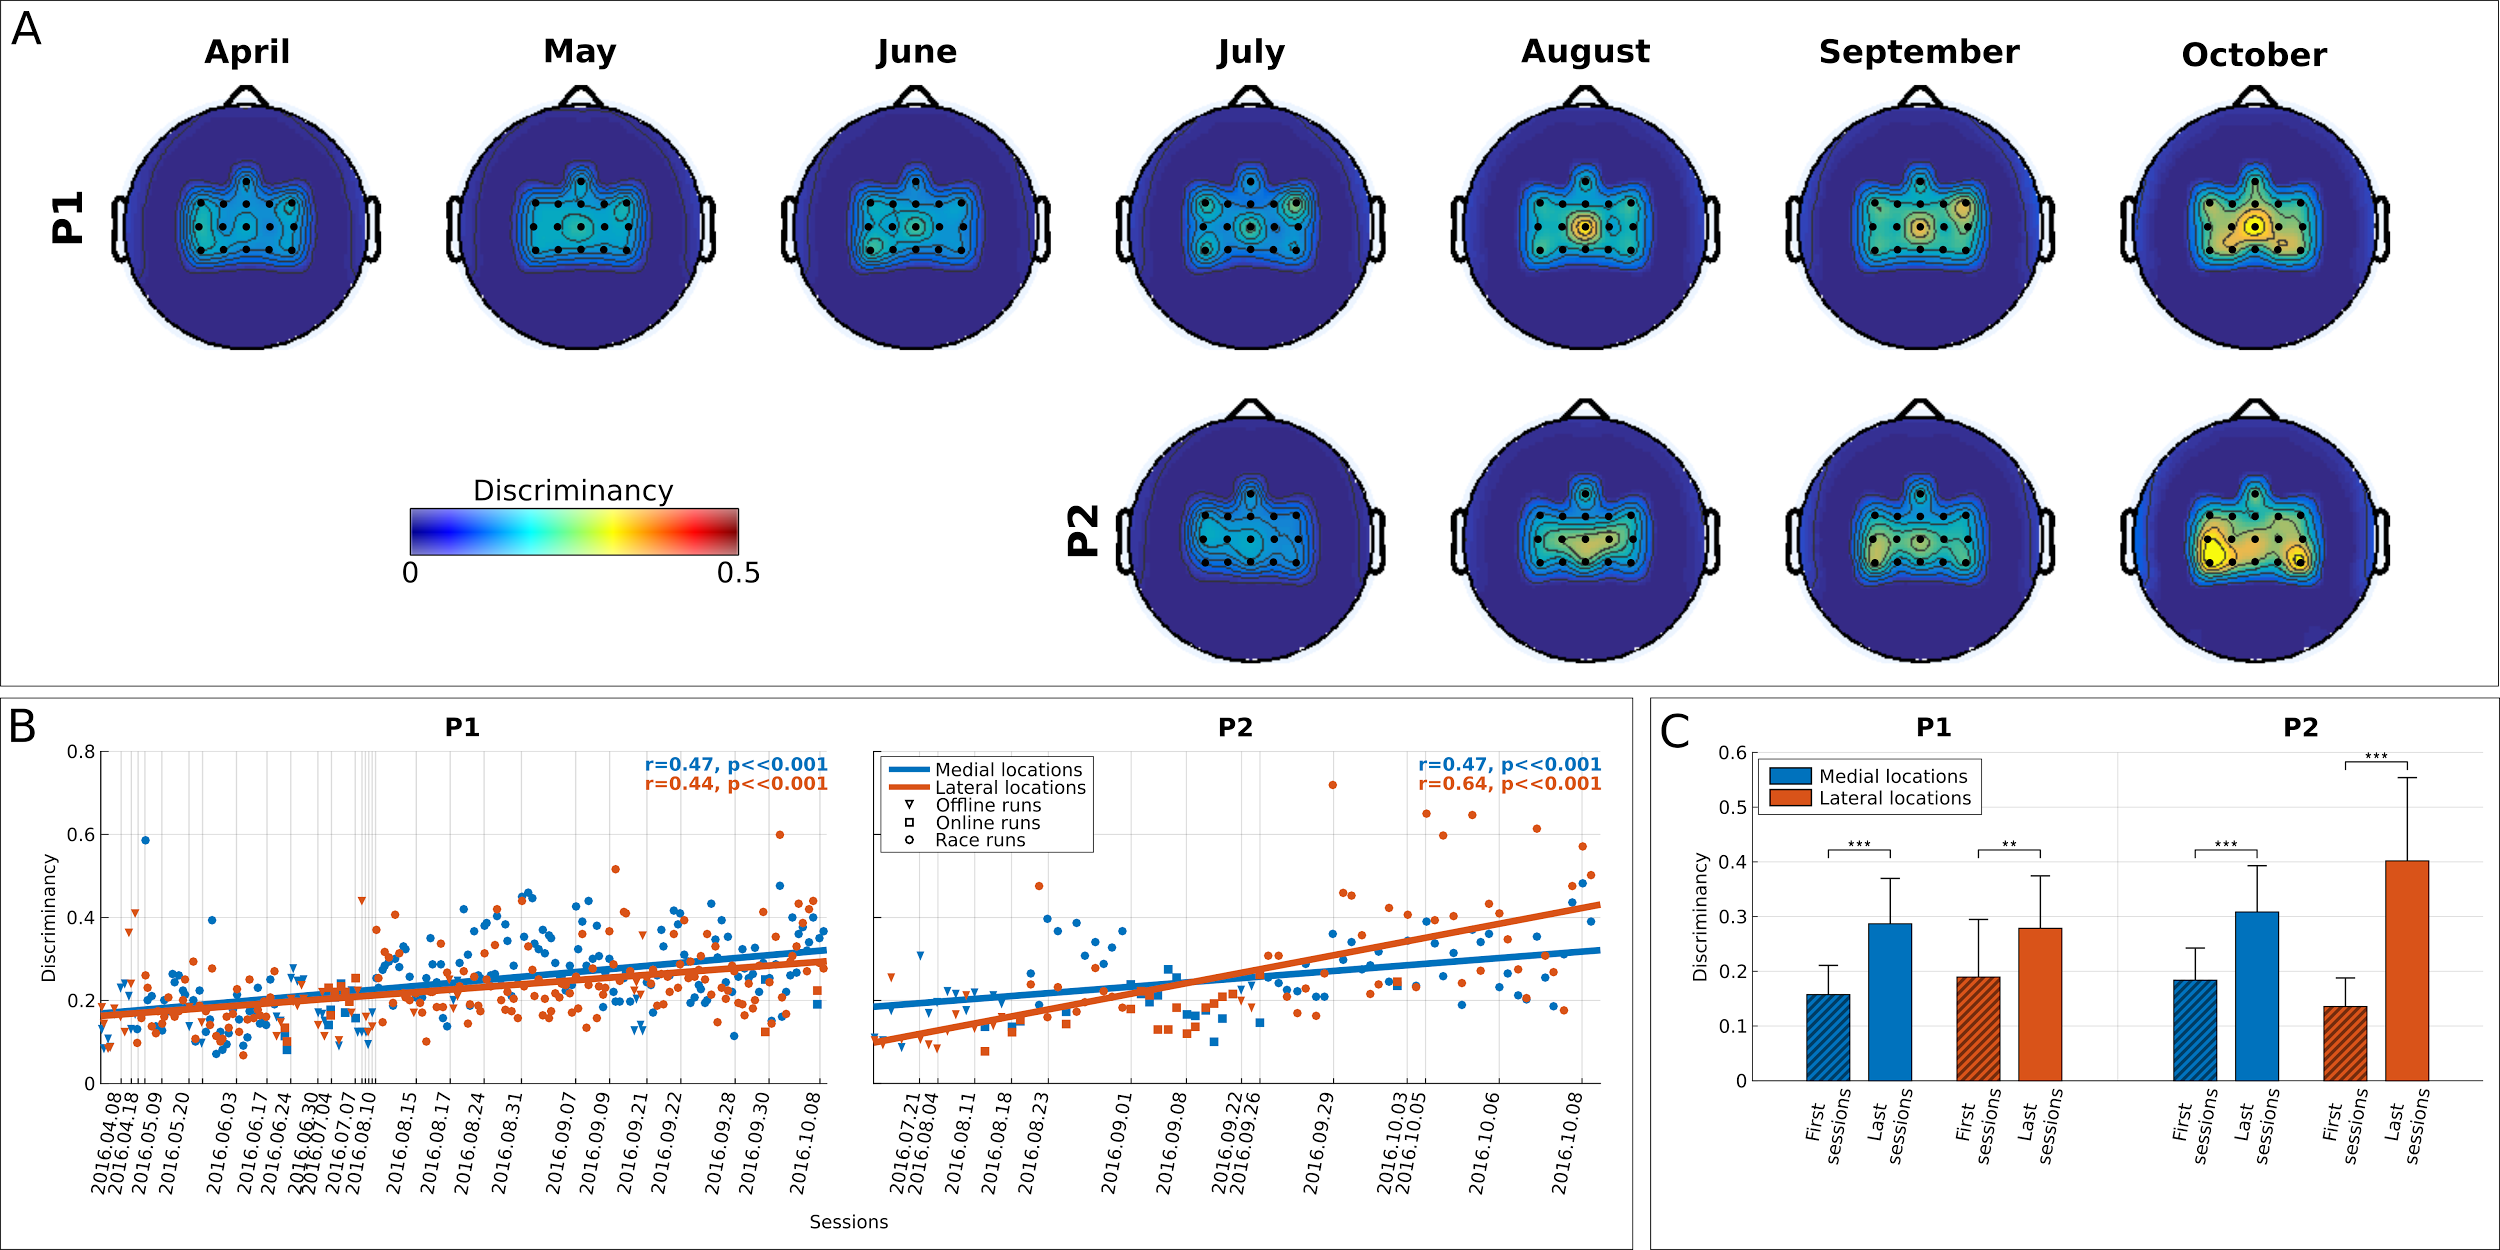 A
April May June July August September October
P1
P2
Discriminancy
0 0.5
B
P1 P2
r=0.47, p<<0.001
r=0.44, p<<0.001
Medial locations
Lateral locations
Offline runs
Online runs
Race runs
r=0.47, p<<0.001
r=0.64, p<<0.001
Discriminancy
0.8
0.6
0.4
0.2
0
2016.04.08
2016.04.18
2016.05.09
2016.05.20
2016.06.03
2016.06.17
2016.06.24
2016.06.30
2016.07.04
2016.07.07
2016.08.10
2016.08.15
2016.08.17
2016.08.24
2016.08.31
2016.09.07
2016.09.09
2016.09.21
2016.09.22
2016.09.28
2016.09.30
2016.10.08
2016.07.21
2016.08.04
2016.08.11
2016.08.18
2016.08.23
2016.09.01
2016.09.08
2016.09.22
2016.09.26
2016.09.29
2016.10.03
2016.10.05
2016.10.06
2016.10.08
Sessions
C
P1 P2
Medial locations
Lateral locations
Discriminancy
0.6
0.5
0.4
0.3
0.2
0.1
0
***
**
***
***
First
sessions
Last
sessions
First
sessions
Last
sessions
First
sessions
Last
sessions
First
sessions
Last
sessions